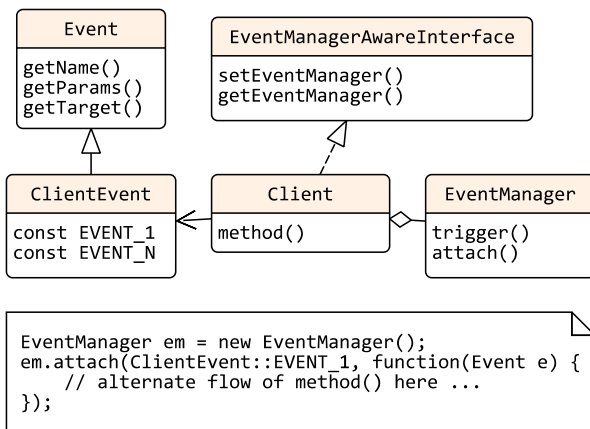 Event
getName()
getParams()
getTarget()
EventManagerAwareInterface
setEventManager()
getEventManager()
ClientEvent
const EVENT_1
const EVENT_N
Client
method()
EventManager
trigger()
attach()
EventManager em = new EventManager();
em.attach(ClientEvent::EVENT_1, function(Event e) {
    // alternate flow of method() here ...
});